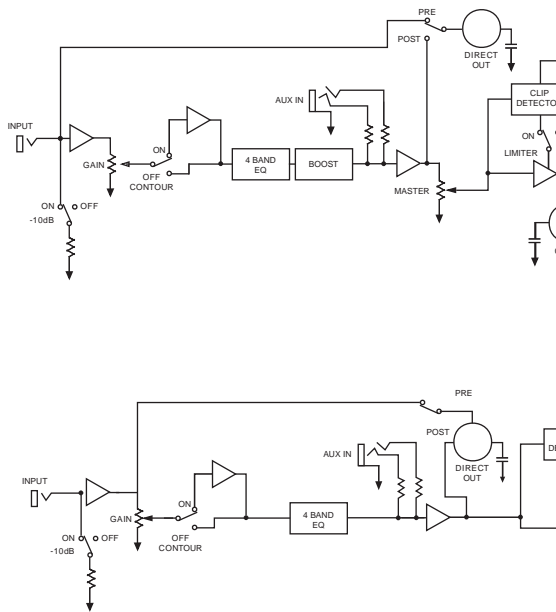 PRE
POST
DIRECT
OUT
AUX IN
CLIP
INPUT
ON
ON
LIMITER
GAIN
4 BAND
EQ
BOOST
OFF
CONTOUR
MASTER
ON
OFF
-10dB
PRE
POST
AUX IN
DIRECT
OUT
INPUT
ON
4 BAND
EQ
GAIN
OFF
CONTOUR
ON
OFF
-10dB